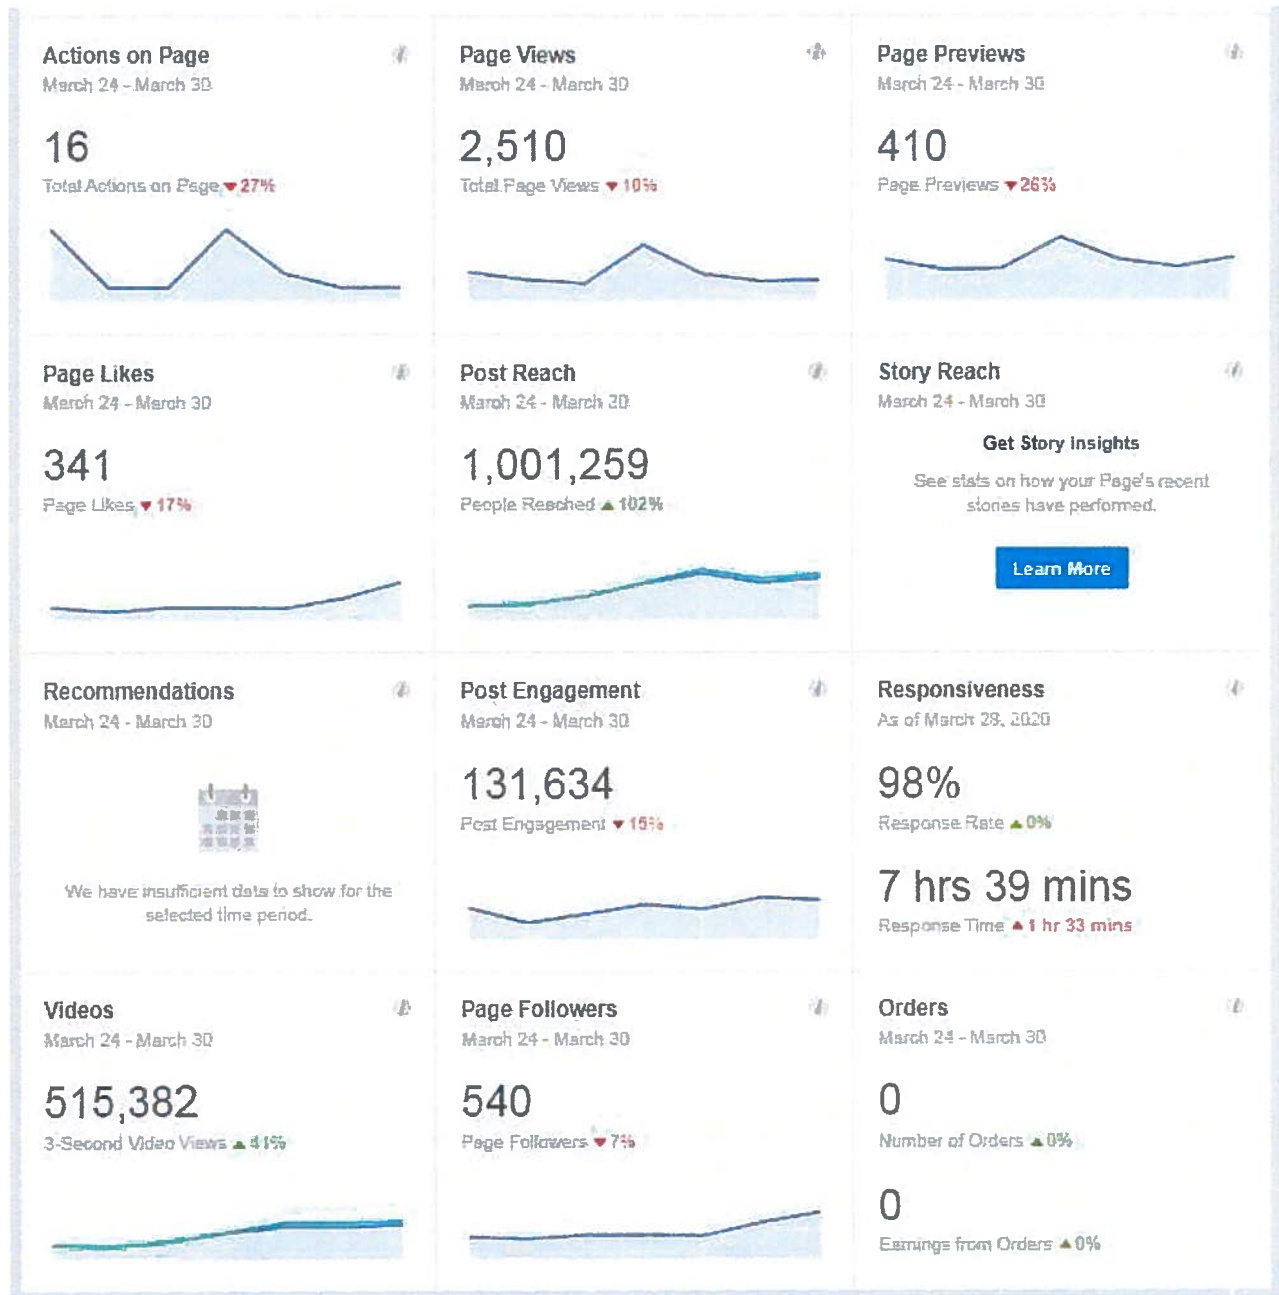 Actions on Page
March 24 - March 30
16
Total Actions on Page ▼ 27%
Page Views
March 24 - March 30
2,510
Total Page Views ▼ 10%
Page Previews
March 24 - March 30
410
Page Previews ▼ 26%
Page Likes
March 24 - March 30
341
Page Likes ▼ 17%
Post Reach
March 24 - March 30
1,001,259
People Reached ▲ 102%
Story Reach
March 24 - March 30
Get Story Insights
See stats on how your Page's recent
stories have performed.
Learn More
Recommendations
March 24 - March 30
We have insufficient data to show for the
selected time period.
Post Engagement
March 24 - March 30
131,634
Post Engagement ▼ 15%
Responsiveness
As of March 29, 2020
98%
Response Rate ▲ 0%
7 hrs 39 mins
Response Time ▲ 1 hr 33 mins
Videos
March 24 - March 30
515,382
3-Second Video Views ▲ 41%
Page Followers
March 24 - March 30
540
Page Followers ▼ 7%
Orders
March 24 - March 30
0
Number of Orders ▲ 0%
0
Earnings from Orders ▲ 0%